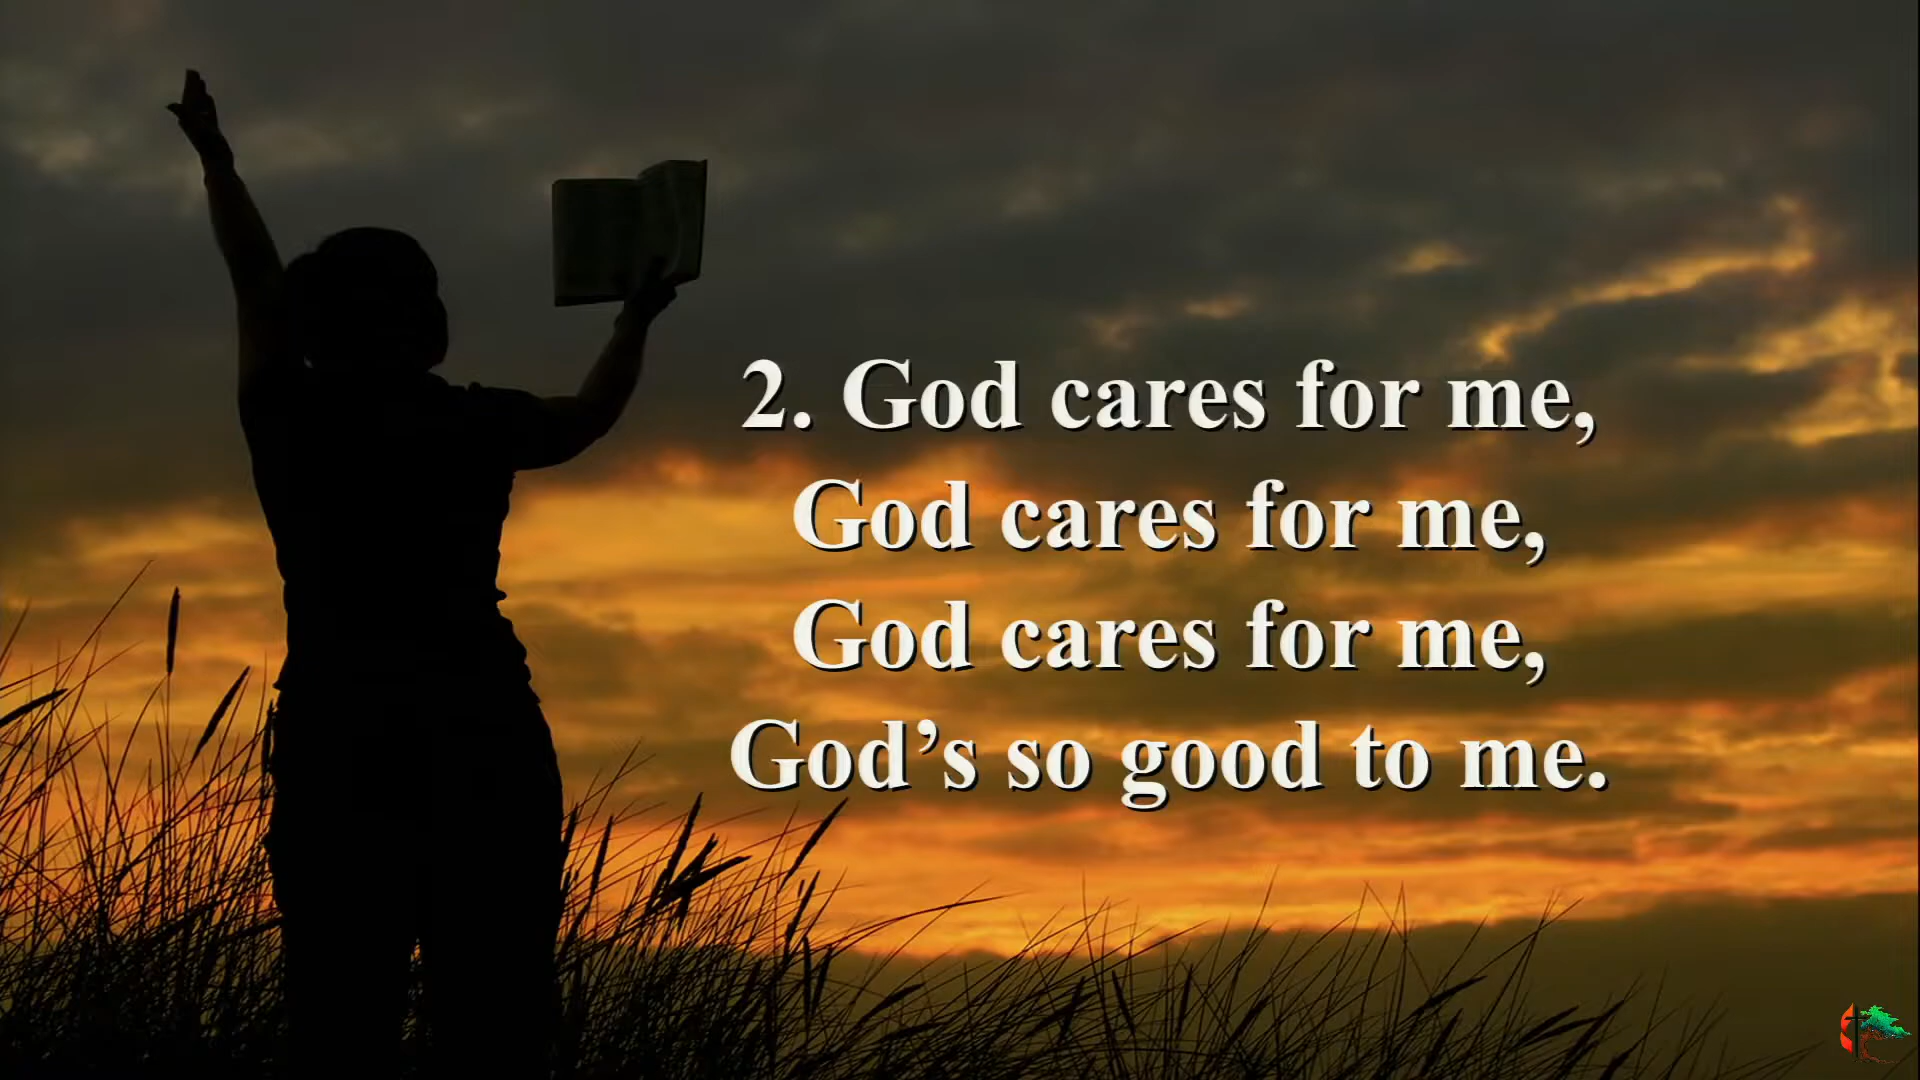 2. God cares for me,
God cares for me,
God cares for me,
God’s so good to me.